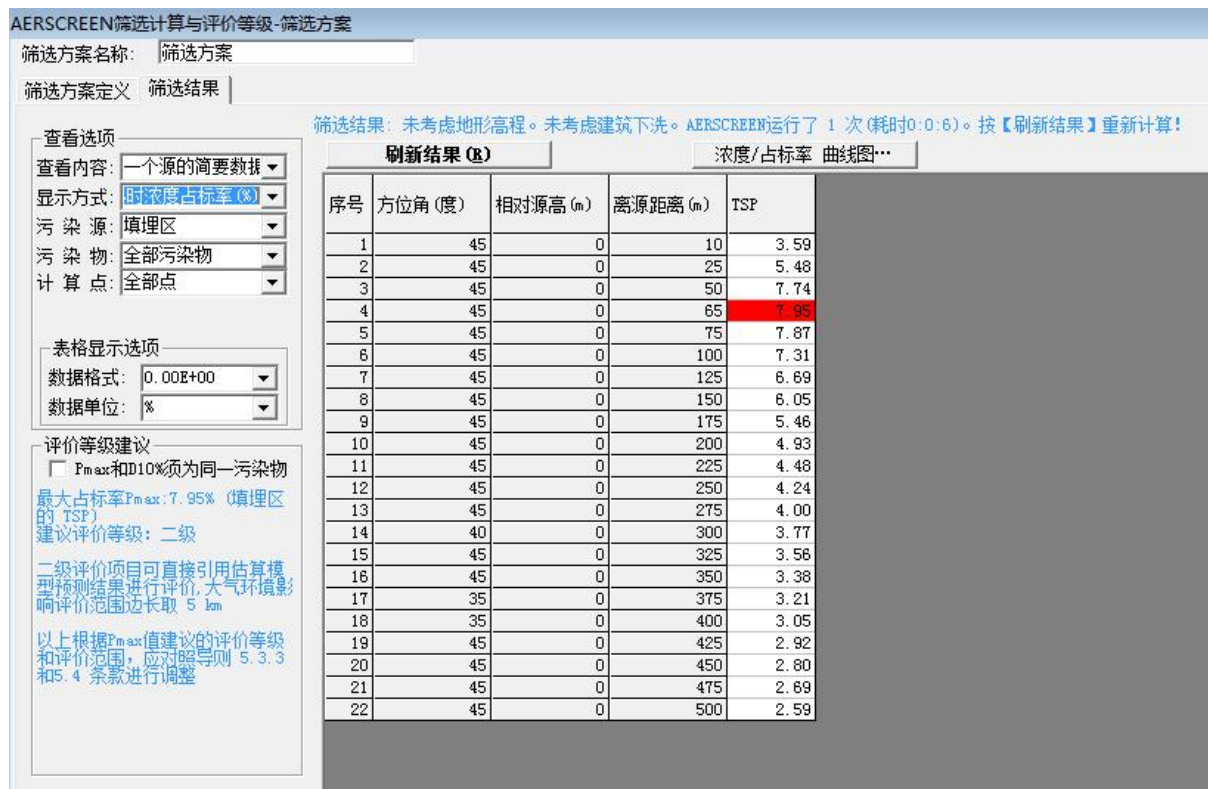 AERSCREEN筛选计算与评价等级-筛选方案
筛选方案名称: 筛选方案
筛选方案定义 筛选结果
筛选结果: 未考虑地形高程。未考虑建筑下洗。AERSCREEN运行了 1 次(耗时0:0:6)。按【刷新结果】重新计算!
刷新结果(R) 浓度/占标率 曲线图…
查看选项
查看内容: 一个源的简要数据
显示方式: 时浓度占标率(%)
污 染 源: 填埋区
污 染 物: 全部污染物
计 算 点: 全部点
表格显示选项
数据格式: 0.00E+00
数据单位: %
评价等级建议
Pmax和D10%须为同一污染物
最大占标率Pmax:7.95% (填埋区
的 TSP)
建议评价等级: 二级
二级评价项目可直接引用估算模
型预测结果进行评价,大气环境影
响评价范围边长取 5 km
以上根据Pmax值建议的评价等级
和评价范围,应对照导则 5.3.3
和5.4 条款进行调整
序号 方位角(度) 相对源高(m) 离源距离(m) TSP
1 45 0 10 3.59
2 45 0 25 5.48
3 45 0 50 7.74
4 45 0 65 7.95
5 45 0 75 7.87
6 45 0 100 7.31
7 45 0 125 6.69
8 45 0 150 6.05
9 45 0 175 5.46
10 45 0 200 4.93
11 45 0 225 4.48
12 45 0 250 4.24
13 45 0 275 4.00
14 40 0 300 3.77
15 45 0 325 3.56
16 45 0 350 3.38
17 35 0 375 3.21
18 35 0 400 3.05
19 45 0 425 2.92
20 45 0 450 2.80
21 45 0 475 2.69
22 45 0 500 2.59